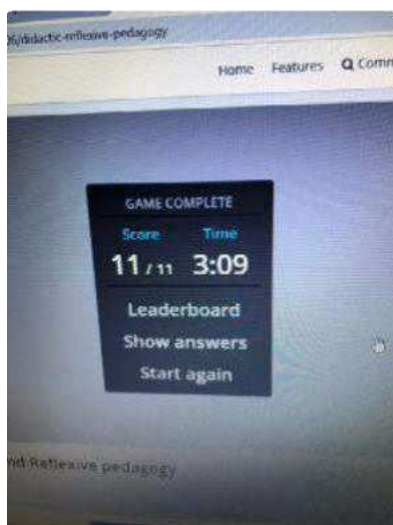 /didactic-reflexive-pedagogy
Home Features Comm
GAME COMPLETE
Score Time
11 / 11 3:09
Leaderboard
Show answers
Start again
nd Reflexive pedagogy